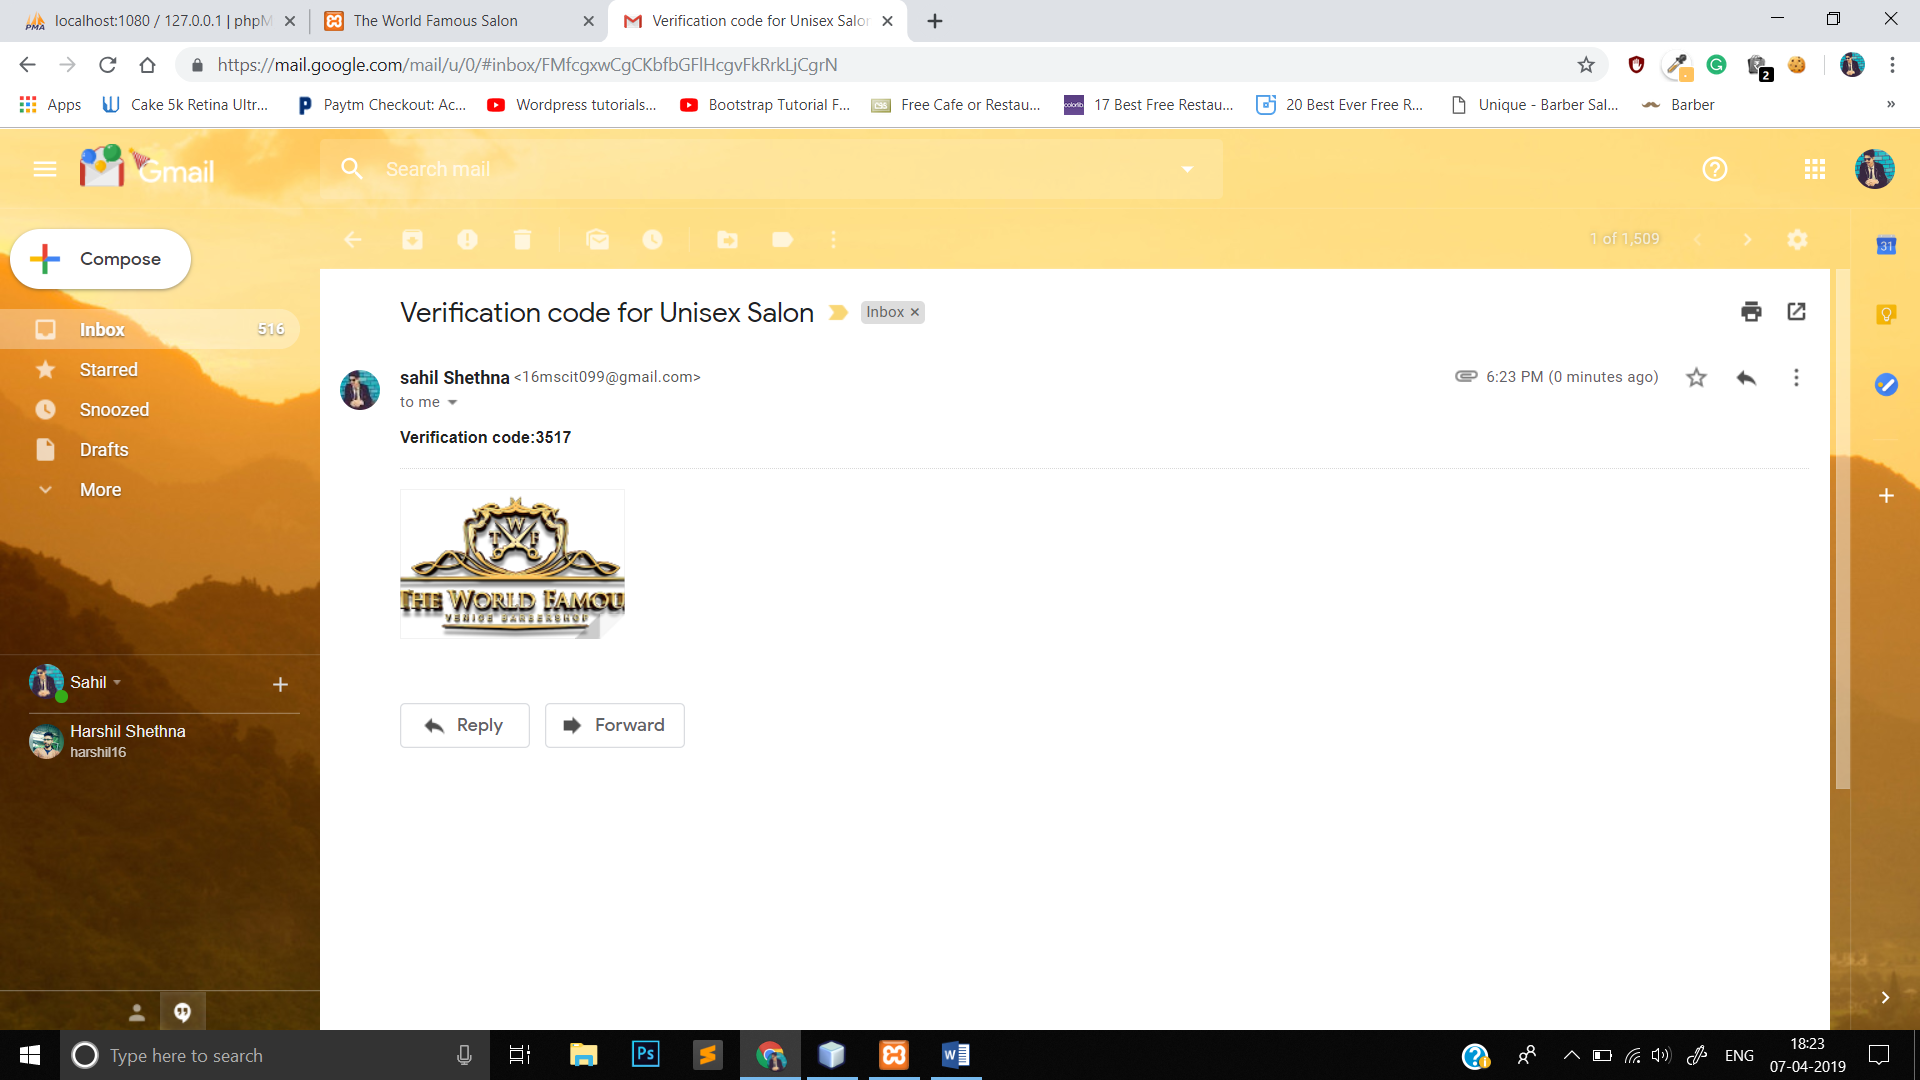 localhost:1080 / 127.0.0.1 | phpM
The World Famous Salon
Verification code for Unisex Salon
https://mail.google.com/mail/u/0/#inbox/FMfcgxwCgCKbfbGFlHcgvFkRrkLjCgrN
2
Apps
Cake 5k Retina Ultr...
Paytm Checkout: Ac...
Wordpress tutorials...
Bootstrap Tutorial F...
Free Cafe or Restau...
17 Best Free Restau...
20 Best Ever Free R...
Unique - Barber Sal...
Barber
»
Gmail
Search mail
Compose
1 of 1,509
31
Inbox 516
Starred
Snoozed
Drafts
More
Verification code for Unisex Salon
Inbox ×
sahil Shethna <16mscit099@gmail.com>
6:23 PM (0 minutes ago)
to me
Verification code:3517
W
T F
THE WORLD FAMOU
VENICE BARBERSHOP
Reply
Forward
Sahil
Harshil Shethna
harshil16
Type here to search
Ps
W
ENG
18:23
07-04-2019